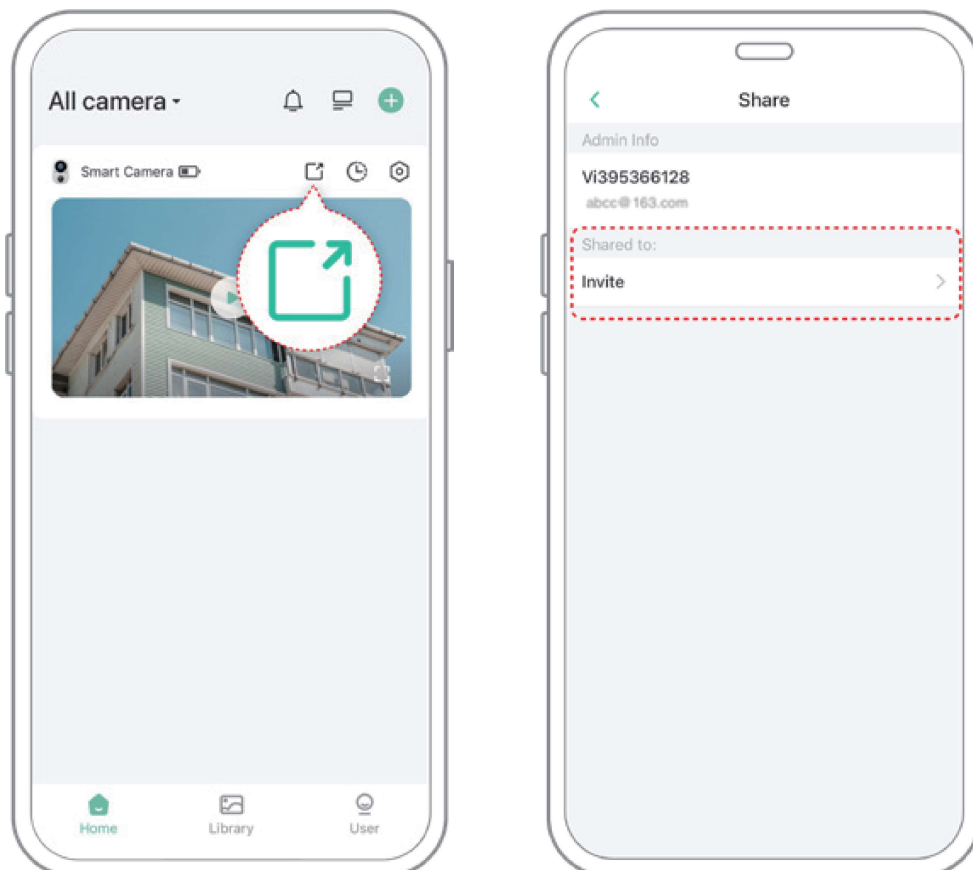 All camera
Smart Camera
Home
Library
User
Share
Admin Info
Vi395366128
abcc@163.com
Shared to:
Invite